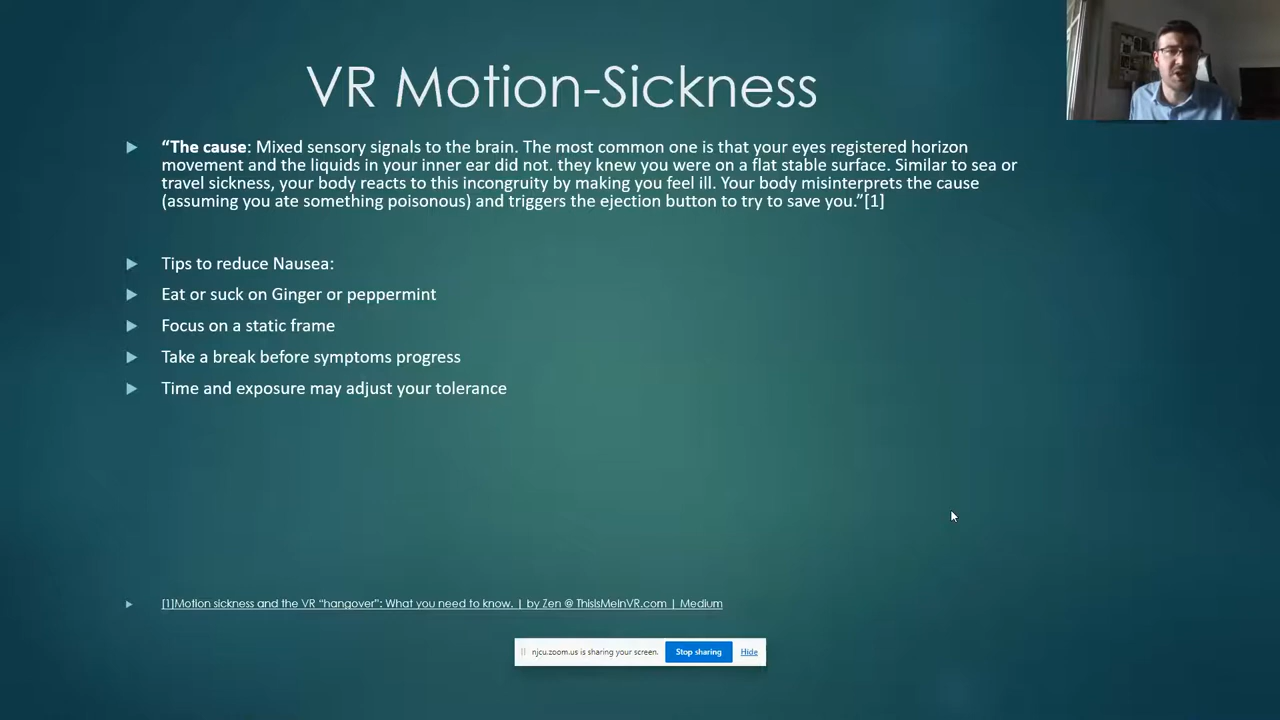 VR Motion-Sickness
“The cause: Mixed sensory signals to the brain. The most common one is that your eyes registered horizon
movement and the liquids in your inner ear did not. they knew you were on a flat stable surface. Similar to sea or
travel sickness, your body reacts to this incongruity by making you feel ill. Your body misinterprets the cause
(assuming you ate something poisonous) and triggers the ejection button to try to save you.”[1]
Tips to reduce Nausea:
Eat or suck on Ginger or peppermint
Focus on a static frame
Take a break before symptoms progress
Time and exposure may adjust your tolerance
[1]Motion sickness and the VR “hangover”: What you need to know. | by Zen @ ThisIsMeInVR.com | Medium
njcu.zoom.us is sharing your screen. Stop sharing Hide